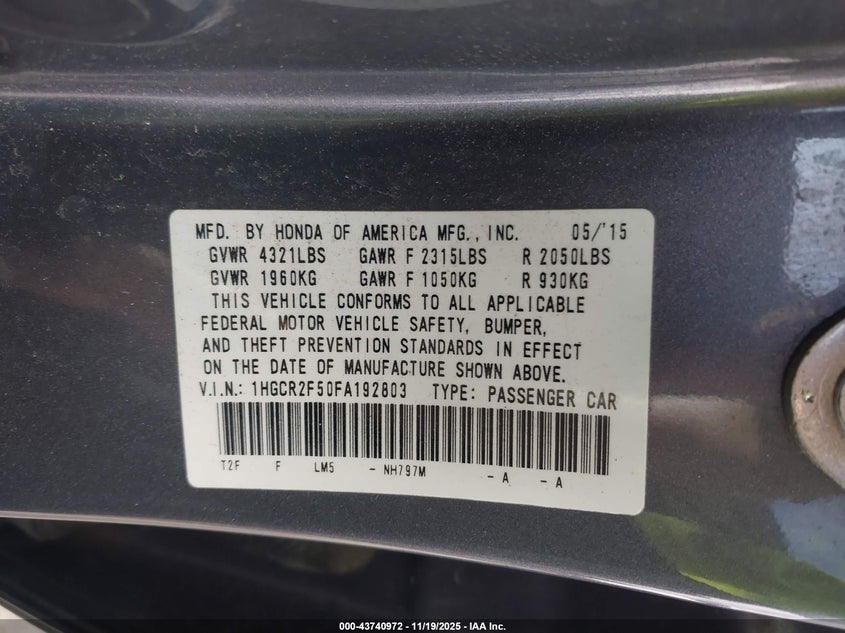 MFD. BY HONDA OF AMERICA MFG., INC. 05/'15
GVWR 4321LBS GAWR F 2315LBS R 2050LBS
GVWR 1960KG GAWR F 1050KG R 930KG
THIS VEHICLE CONFORMS TO ALL APPLICABLE
FEDERAL MOTOR VEHICLE SAFETY, BUMPER,
AND THEFT PREVENTION STANDARDS IN EFFECT
ON THE DATE OF MANUFACTURE SHOWN ABOVE.
V.I.N.: 1HGCR2F50FA192803 TYPE: PASSENGER CAR
T2F F LM5 - NH797M - A - A
000-43740972 - 11/19/2025 - IAA Inc.